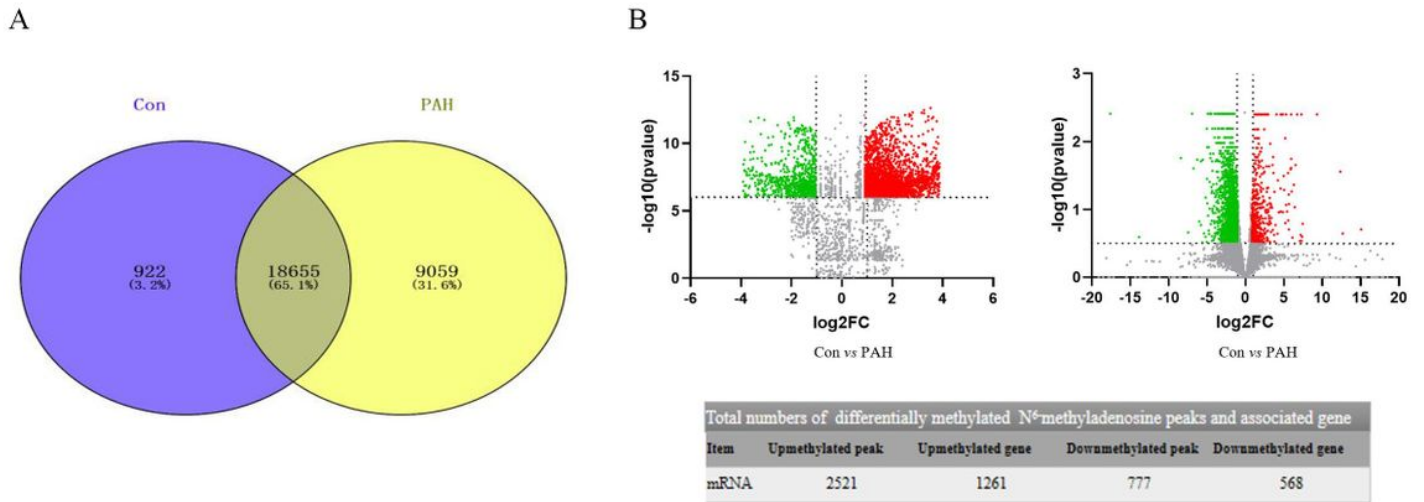 A
B
Con
PAH
922
(3.2%)
18655
(65.1%)
9059
(31.6%)
-log10(pvalue)
15
10
5
0
-6
-4
-2
0
2
4
6
log2FC
Con vs PAH
-log10(pvalue)
3
2
1
0
-20
-15
-10
-5
0
5
10
15
20
log2FC
Con vs PAH
Total numbers of differentially methylated N⁶-methyladenosine peaks and associated gene
Item Upmethylated peak Upmethylated gene Downmethylated peak Downmethylated gene
mRNA 2521 1261 777 568